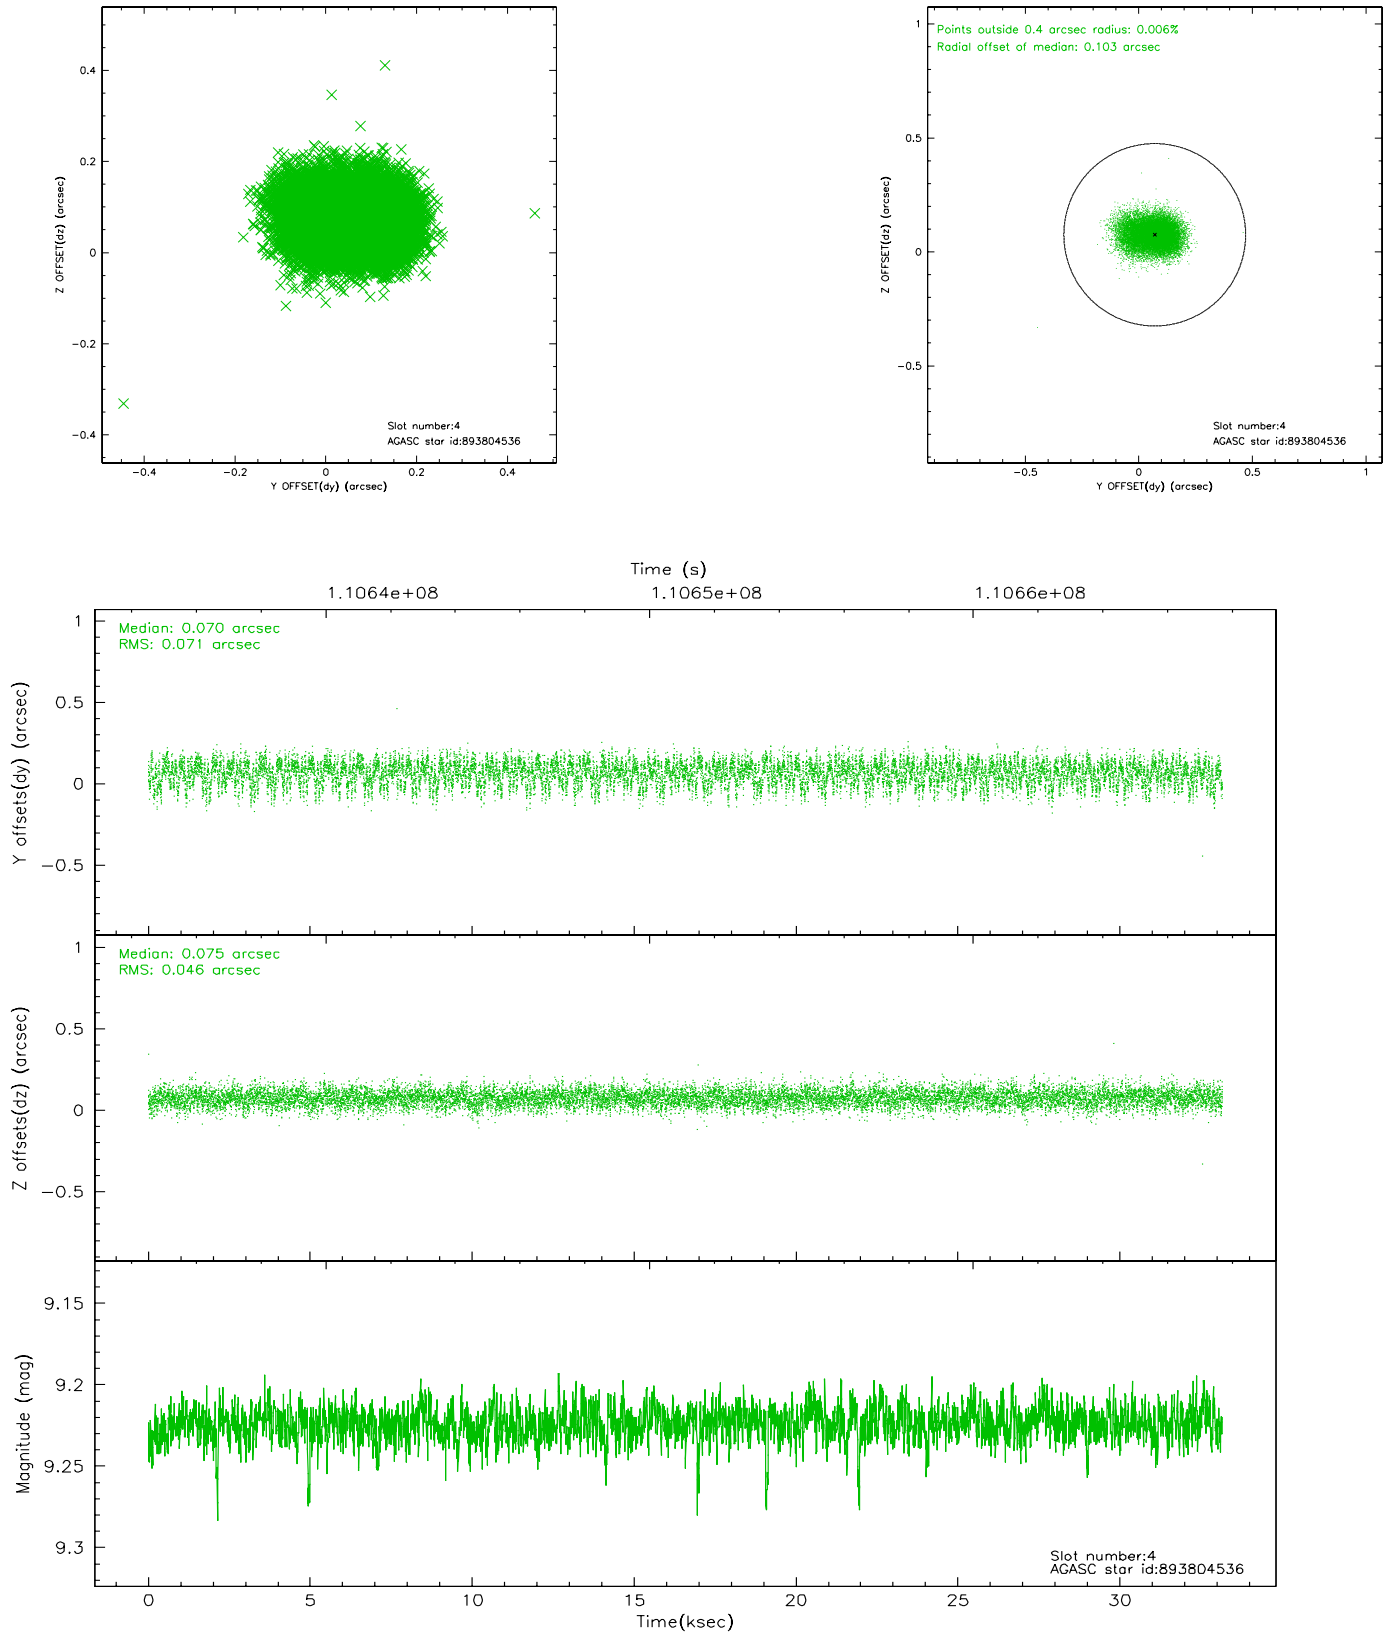 0.4
0.2
0
−0.2
−0.4
Z OFFSET(dz) (arcsec)
−0.4 −0.2 0 0.2 0.4
Y OFFSET(dy) (arcsec)
Slot number:4
AGASC star id:893804536
Points outside 0.4 arcsec radius: 0.006%
Radial offset of median: 0.103 arcsec
1
0.5
0
−0.5
Z OFFSET(dz) (arcsec)
−0.5 0 0.5 1
Y OFFSET(dy) (arcsec)
Slot number:4
AGASC star id:893804536
Time (s)
1.1064e+08 1.1065e+08 1.1066e+08
Median: 0.070 arcsec
RMS: 0.071 arcsec
1
0.5
0
−0.5
Y offsets(dy) (arcsec)
Median: 0.075 arcsec
RMS: 0.046 arcsec
1
0.5
0
−0.5
Z offsets(dz) (arcsec)
9.15
9.2
9.25
9.3
Magnitude (mag)
Slot number:4
AGASC star id:893804536
0 5 10 15 20 25 30
Time(ksec)